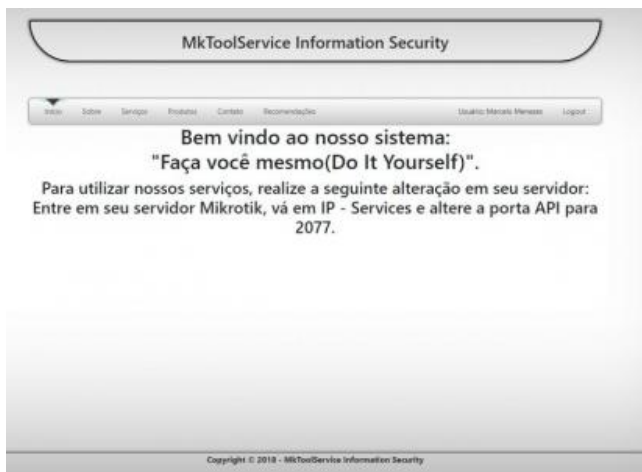 MkToolService Information Security
Início Sobre Serviços Produtos Contato Recomendações Usuário: Marcelo Menezes Logout
Bem vindo ao nosso sistema:
"Faça você mesmo(Do It Yourself)".
Para utilizar nossos serviços, realize a seguinte alteração em seu servidor:
Entre em seu servidor Mikrotik, vá em IP - Services e altere a porta API para
2077.
Copyright © 2018 - MkToolService Information Security